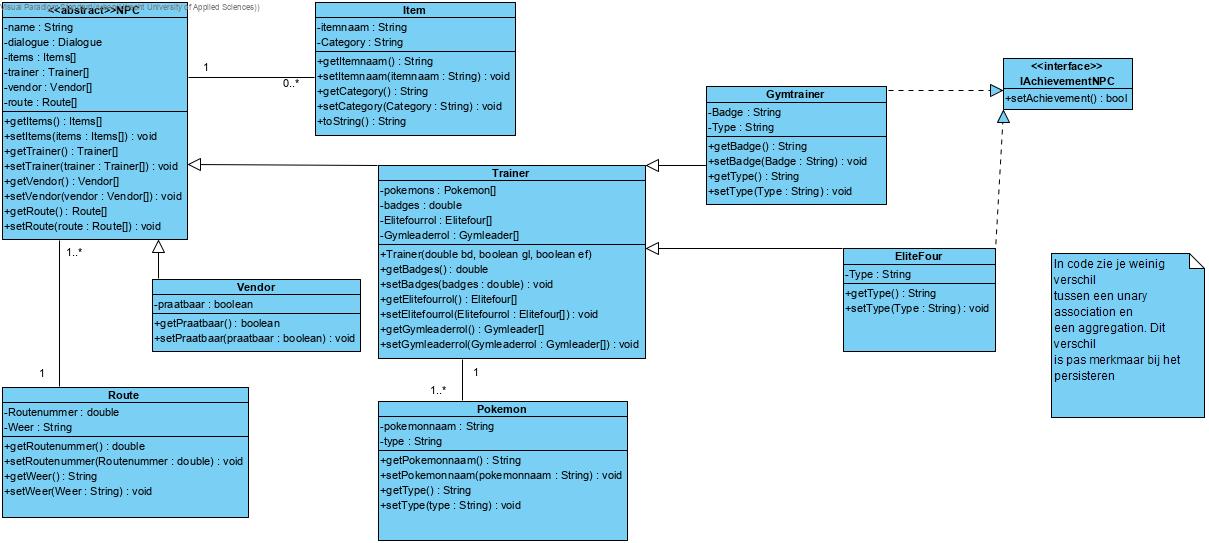 Visual Paradigm
University of Applied Sciences))
<<abstract>>NPC
-name : String
-dialogue : Dialogue
-items : Items[]
-trainer : Trainer[]
-vendor : Vendor[]
-route : Route[]
+getItems() : Items[]
+setItems(items : Items[]) : void
+getTrainer() : Trainer[]
+setTrainer(trainer : Trainer[]) : void
+getVendor() : Vendor[]
+setVendor(vendor : Vendor[]) : void
+getRoute() : Route[]
+setRoute(route : Route[]) : void
1
0..*
Item
-itemnaam : String
-Category : String
+getItemnaam() : String
+setItemnaam(itemnaam : String) : void
+getCategory() : String
+setCategory(Category : String) : void
+toString() : String
Gymtrainer
-Badge : String
-Type : String
+getBadge() : String
+setBadge(Badge : String) : void
+getType() : String
+setType(Type : String) : void
<<interface>>
IAchievementNPC
+setAchievement() : bool
Trainer
-pokemons : Pokemon[]
-badges : double
-Elitefourrol : Elitefour[]
-Gymleaderrol : Gymleader[]
+Trainer(double bd, boolean gl, boolean ef)
+getBadges() : double
+setBadges(badges : double) : void
+getElitefourrol() : Elitefour[]
+setElitefourrol(Elitefourrol : Elitefour[]) : void
+getGymleaderrol() : Gymleader[]
+setGymleaderrol(Gymleaderrol : Gymleader[]) : void
EliteFour
-Type : String
+getType() : String
+setType(Type : String) : void
In code zie je weinig
verschil
tussen een unary
association en
een aggregation. Dit
verschil
is pas merkmaar bij het
persisteren
1..*
1
Vendor
-praatbaar : boolean
+getPraatbaar() : boolean
+setPraatbaar(praatbaar : boolean) : void
1
1..*
Route
-Routenummer : double
-Weer : String
+getRoutenummer() : double
+setRoutenummer(Routenummer : double) : void
+getWeer() : String
+setWeer(Weer : String) : void
Pokemon
-pokemonnaam : String
-type : String
+getPokemonnaam() : String
+setPokemonnaam(pokemonnaam : String) : void
+getType() : String
+setType(type : String) : void